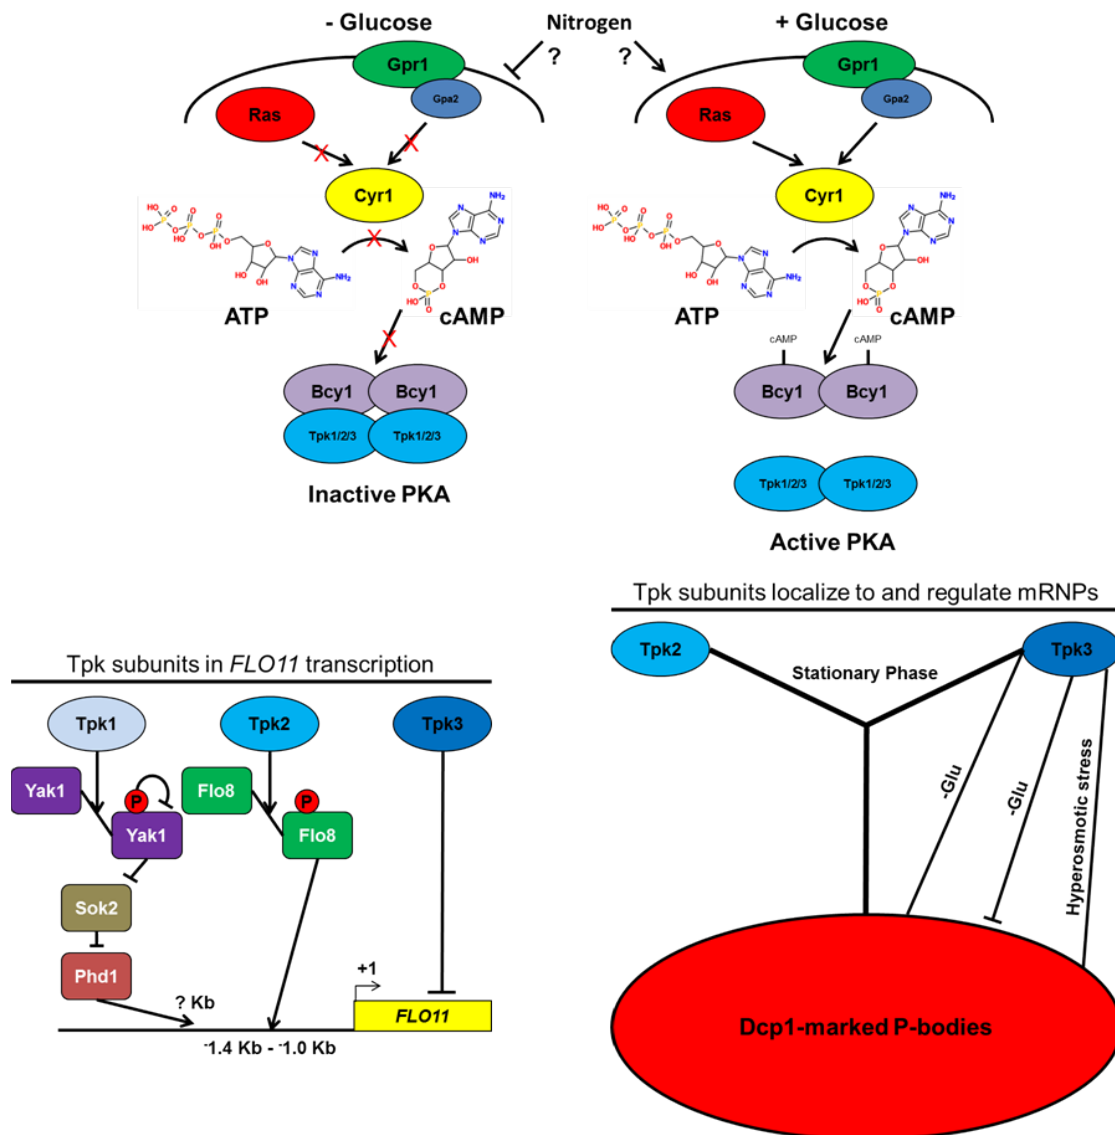 - Glucose
Nitrogen
+ Glucose
?
?
Gpr1
Gpa2
Ras
Cyr1
Gpr1
Gpa2
Ras
Cyr1
ATP
cAMP
ATP
cAMP
Bcy1
Bcy1
Tpk1/2/3
Tpk1/2/3
Inactive PKA
cAMP
cAMP
Bcy1
Bcy1
Tpk1/2/3
Tpk1/2/3
Active PKA
Tpk subunits in FLO11 transcription
Tpk1
Tpk2
Tpk3
Yak1
P
Yak1
Flo8
P
Flo8
Sok2
Phd1
? Kb
+1
FLO11
-1.4 Kb - -1.0 Kb
Tpk subunits localize to and regulate mRNPs
Tpk2
Tpk3
Stationary Phase
-Glu
-Glu
Hyperosmotic stress
Dcp1-marked P-bodies